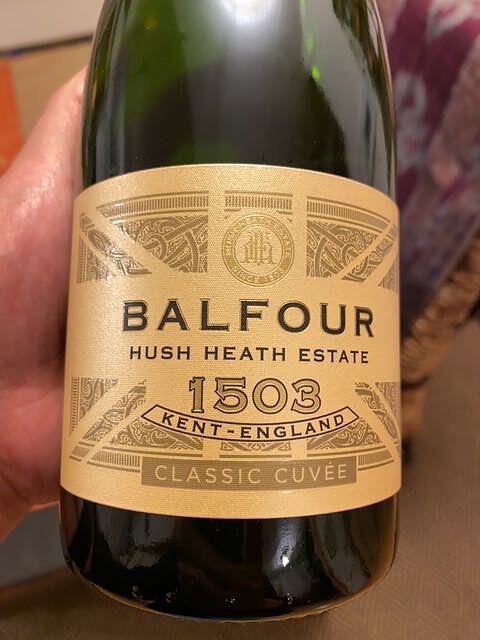 BALFOUR
HUSH HEATH ESTATE
1503
KENT-ENGLAND
CLASSIC CUVÉE